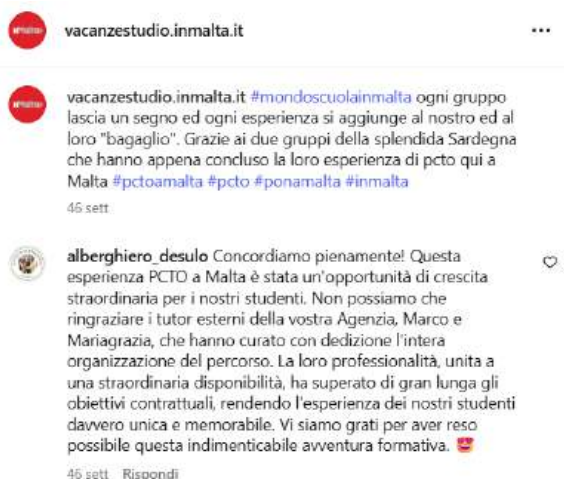 vacanzestudio.inmalta.it
vacanzestudio.inmalta.it #mondoscuolainmalta ogni gruppo
lascia un segno ed ogni esperienza si aggiunge al nostro ed al
loro "bagaglio". Grazie ai due gruppi della splendida Sardegna
che hanno appena concluso la loro esperienza di pcto qui a
Malta #pctoamalta #pcto #ponamalta #inmalta
46 sett
alberghiero_desulo Concordiamo pienamente! Questa
esperienza PCTO a Malta è stata un'opportunità di crescita
straordinaria per i nostri studenti. Non possiamo che
ringraziare i tutor esterni della vostra Agenzia, Marco e
Mariagrazia, che hanno curato con dedizione l'intera
organizzazione del percorso. La loro professionalità, unita a
una straordinaria disponibilità, ha superato di gran lunga gli
obiettivi contrattuali, rendendo l'esperienza dei nostri studenti
davvero unica e memorabile. Vi siamo grati per aver reso
possibile questa indimenticabile avventura formativa. 😍
46 sett Rispondi